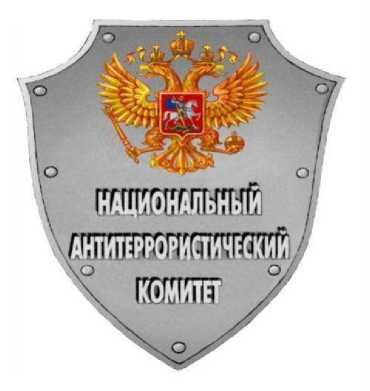 НАЦИОНАЛЬНЫЙ
АНТИТЕРРОРИСТИЧЕСКИЙ
КОМИТЕТ